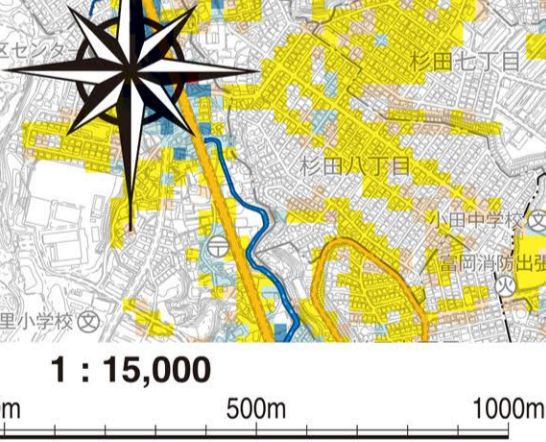 区センター
杉田七丁目
杉田八丁目
小田中学校
富岡消防出張
里小学校
1 : 15,000
0m 500m 1000m